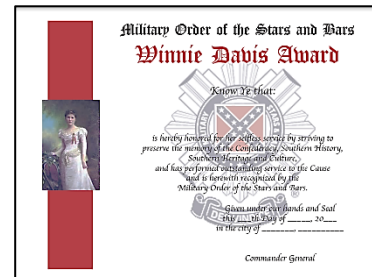 Military Order of the Stars and Bars
Winnie Davis Award
Know Ye that:
is hereby honored for her selfless service by striving to
preserve the memory of the Confederacy, Southern History,
Southern Heritage and Culture,
and has performed outstanding service to the Cause
and is herewith recognized by the
Military Order of the Stars and Bars.
Given under our hands and Seal
this ___th Day of _____, 20___
in the city of _______, __________
Commander General